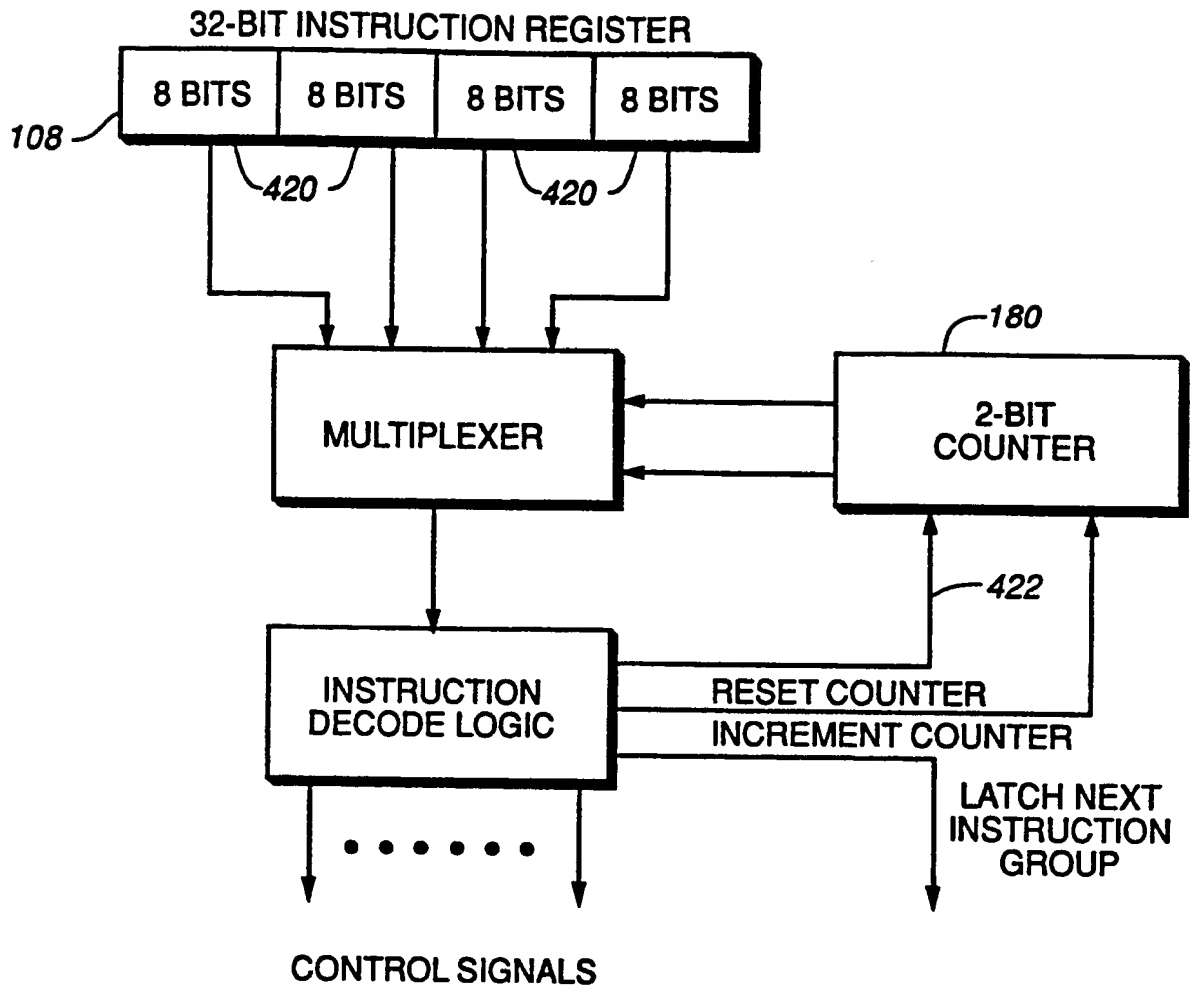 32-BIT INSTRUCTION REGISTER
8 BITS 8 BITS 8 BITS 8 BITS
108
420 420
180
MULTIPLEXER
2-BIT
COUNTER
422
INSTRUCTION
DECODE LOGIC
RESET COUNTER
INCREMENT COUNTER
LATCH NEXT
INSTRUCTION
GROUP
CONTROL SIGNALS